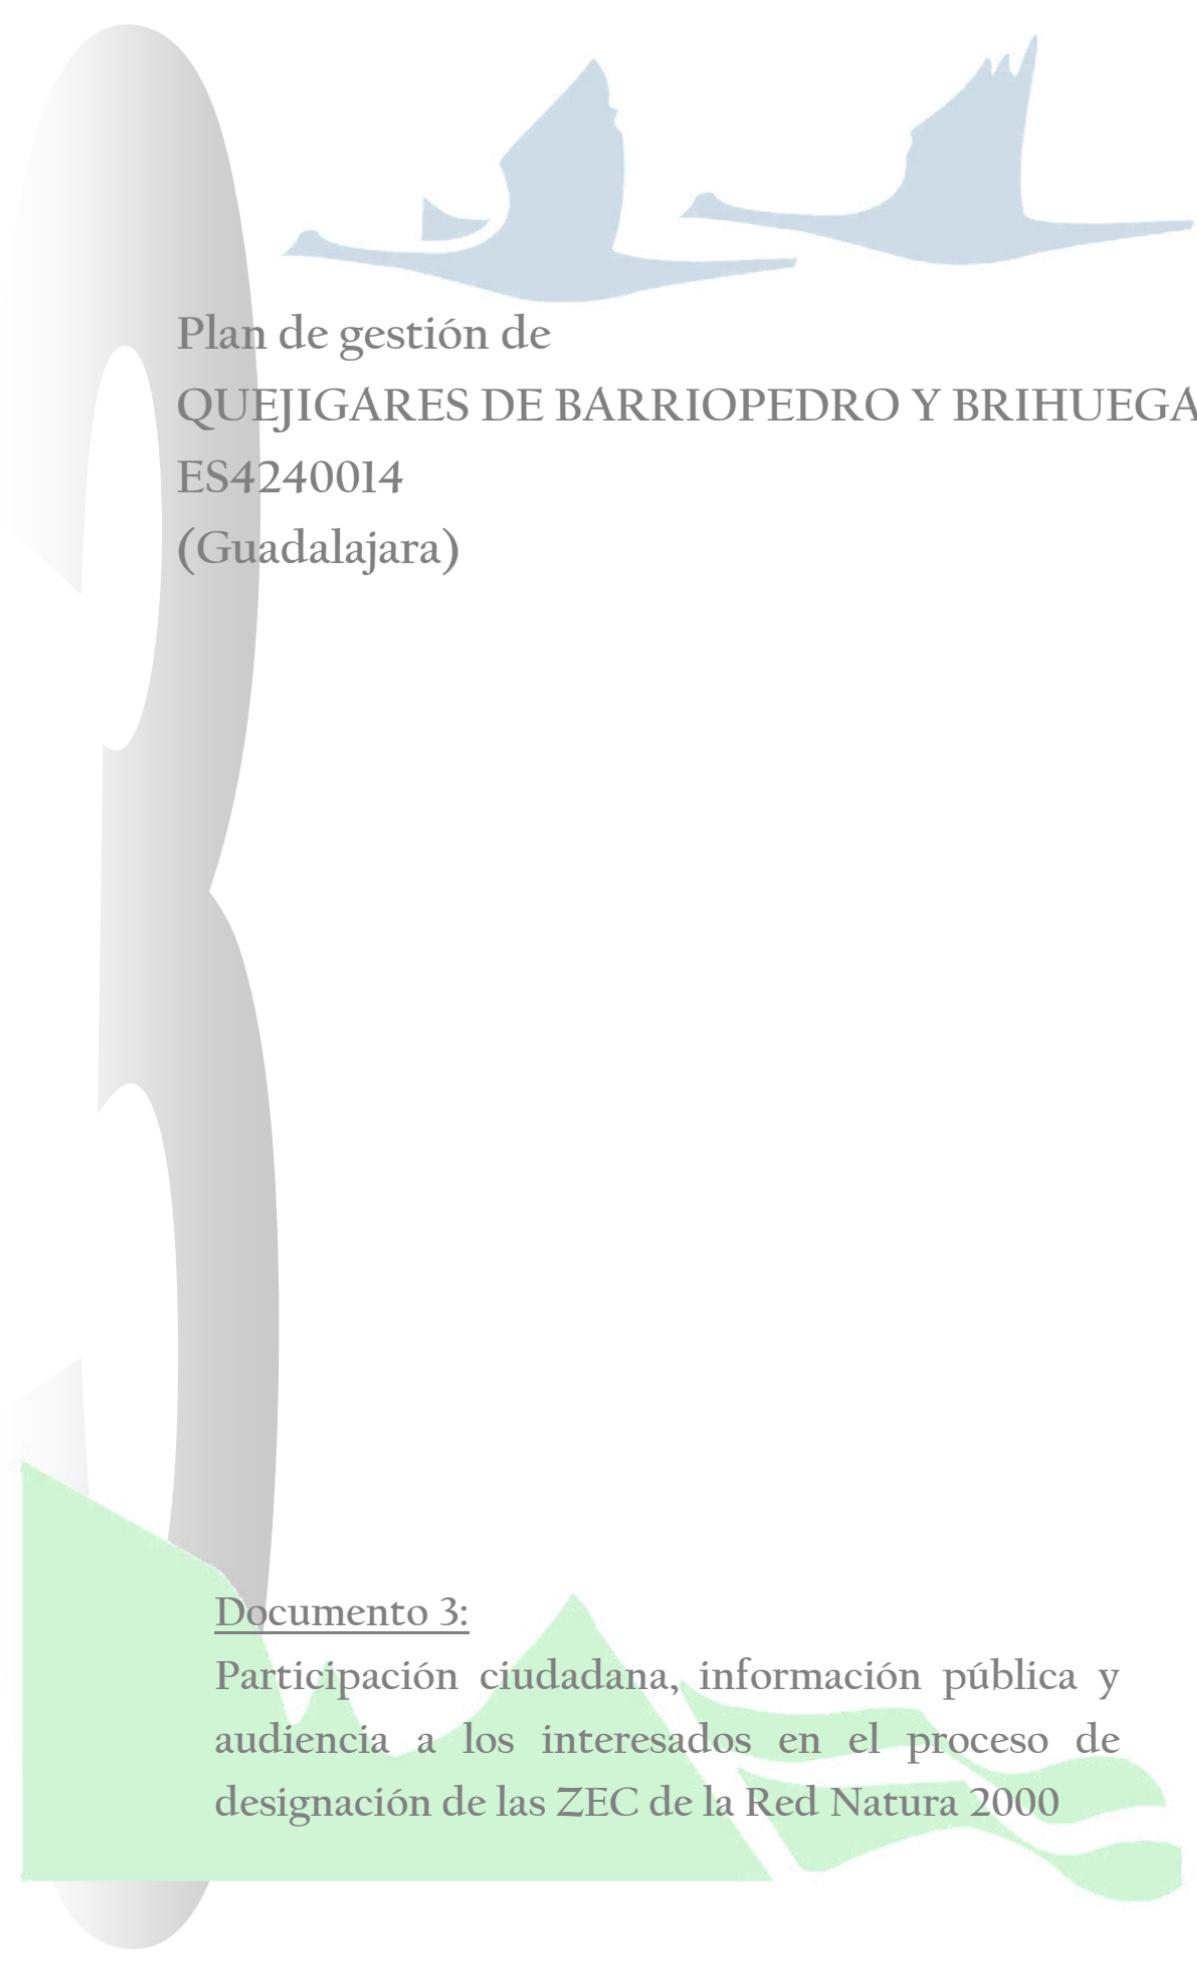 Plan de gestión de
QUEJIGARES DE BARRIOPEDRO Y BRIHUEGA
ES4240014
(Guadalajara)
3
Documento 3:
Participación ciudadana, información pública y
audiencia a los interesados en el proceso de
designación de las ZEC de la Red Natura 2000